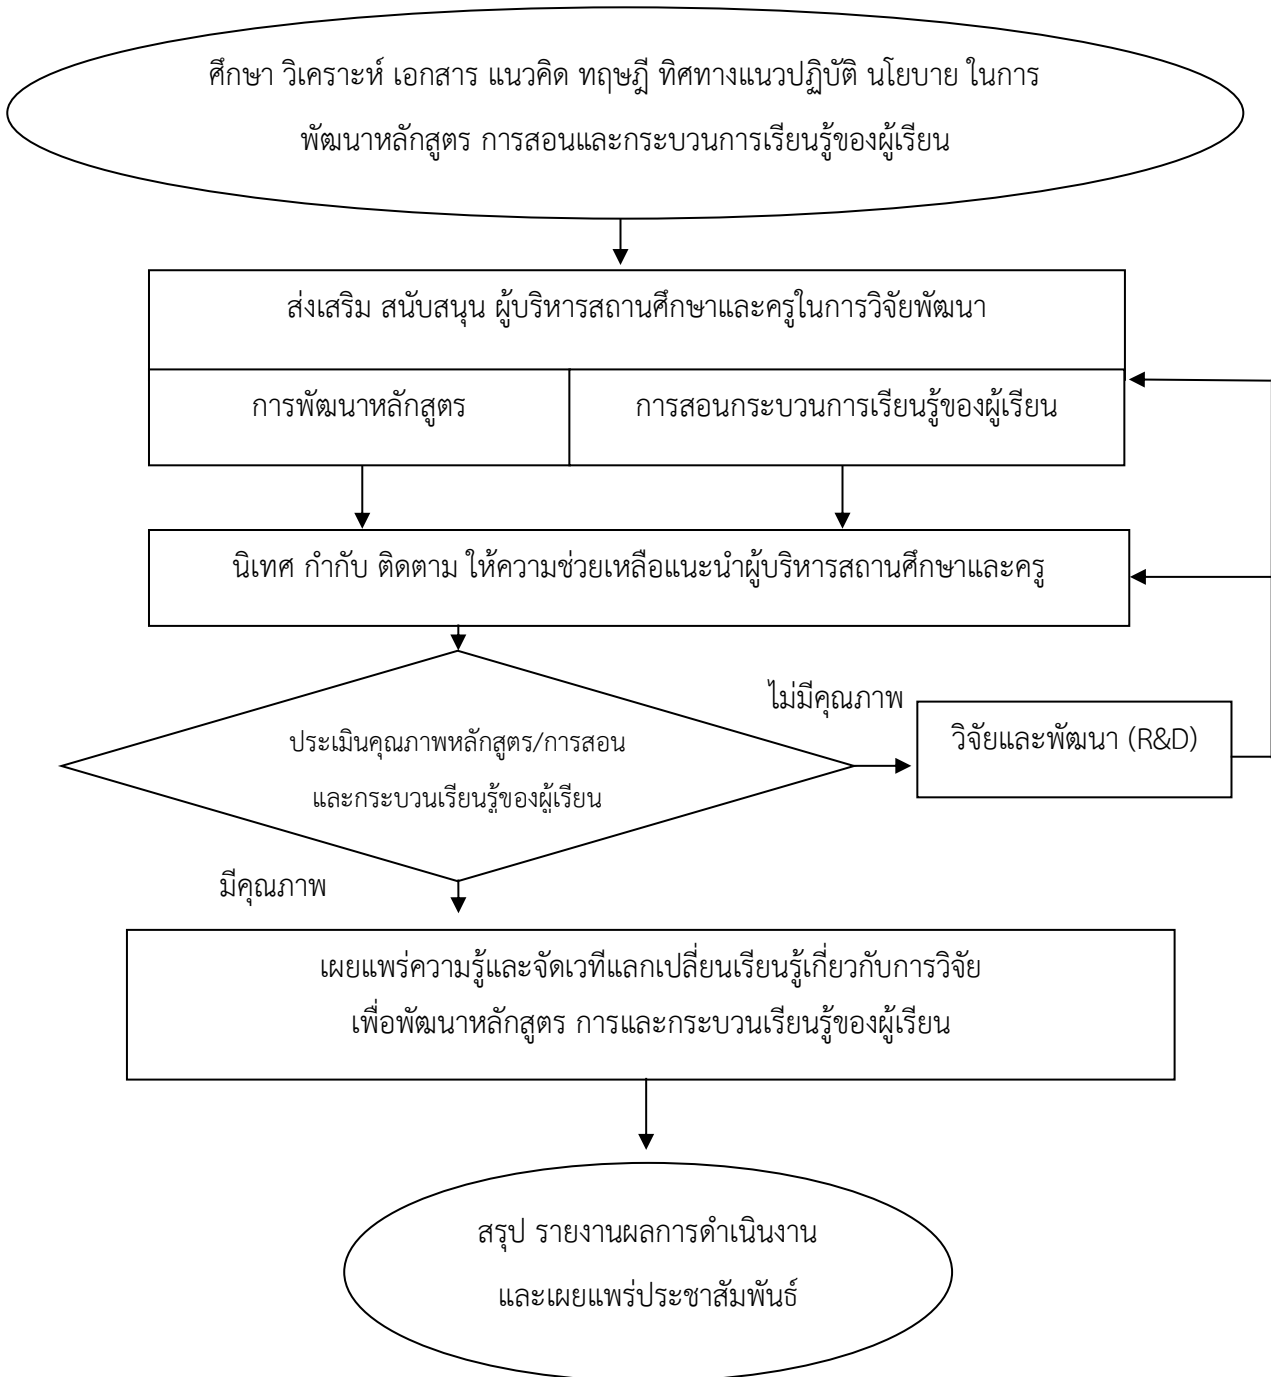 ศึกษา วิเคราะห์ เอกสาร แนวคิด ทฤษฎี ทิศทางแนวปฏิบัติ นโยบาย ในการ
พัฒนาหลักสูตร การสอนและกระบวนการเรียนรู้ของผู้เรียน
ส่งเสริม สนับสนุน ผู้บริหารสถานศึกษาและครูในการวิจัยพัฒนา
การพัฒนาหลักสูตร
การสอนกระบวนการเรียนรู้ของผู้เรียน
นิเทศ กำกับ ติดตาม ให้ความช่วยเหลือแนะนำผู้บริหารสถานศึกษาและครู
ประเมินคุณภาพหลักสูตร/การสอน
และกระบวนเรียนรู้ของผู้เรียน
ไม่มีคุณภาพ
วิจัยและพัฒนา (R&D)
มีคุณภาพ
เผยแพร่ความรู้และจัดเวทีแลกเปลี่ยนเรียนรู้เกี่ยวกับการวิจัย
เพื่อพัฒนาหลักสูตร การและกระบวนเรียนรู้ของผู้เรียน
สรุป รายงานผลการดำเนินงาน
และเผยแพร่ประชาสัมพันธ์